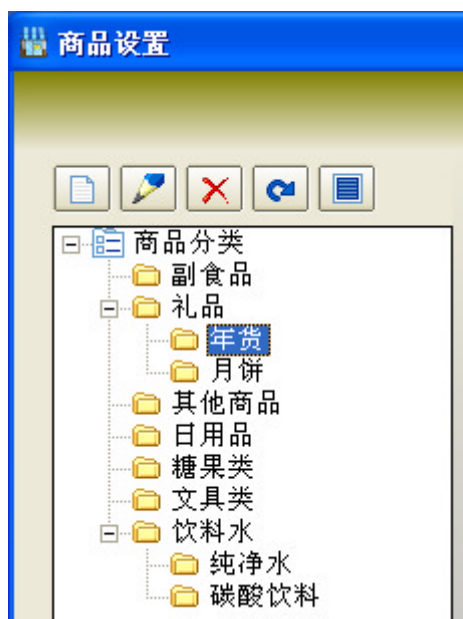 商品设置
商品分类
副食品
礼品
年货
月饼
其他商品
日用品
糖果类
文具类
饮料水
纯净水
碳酸饮料